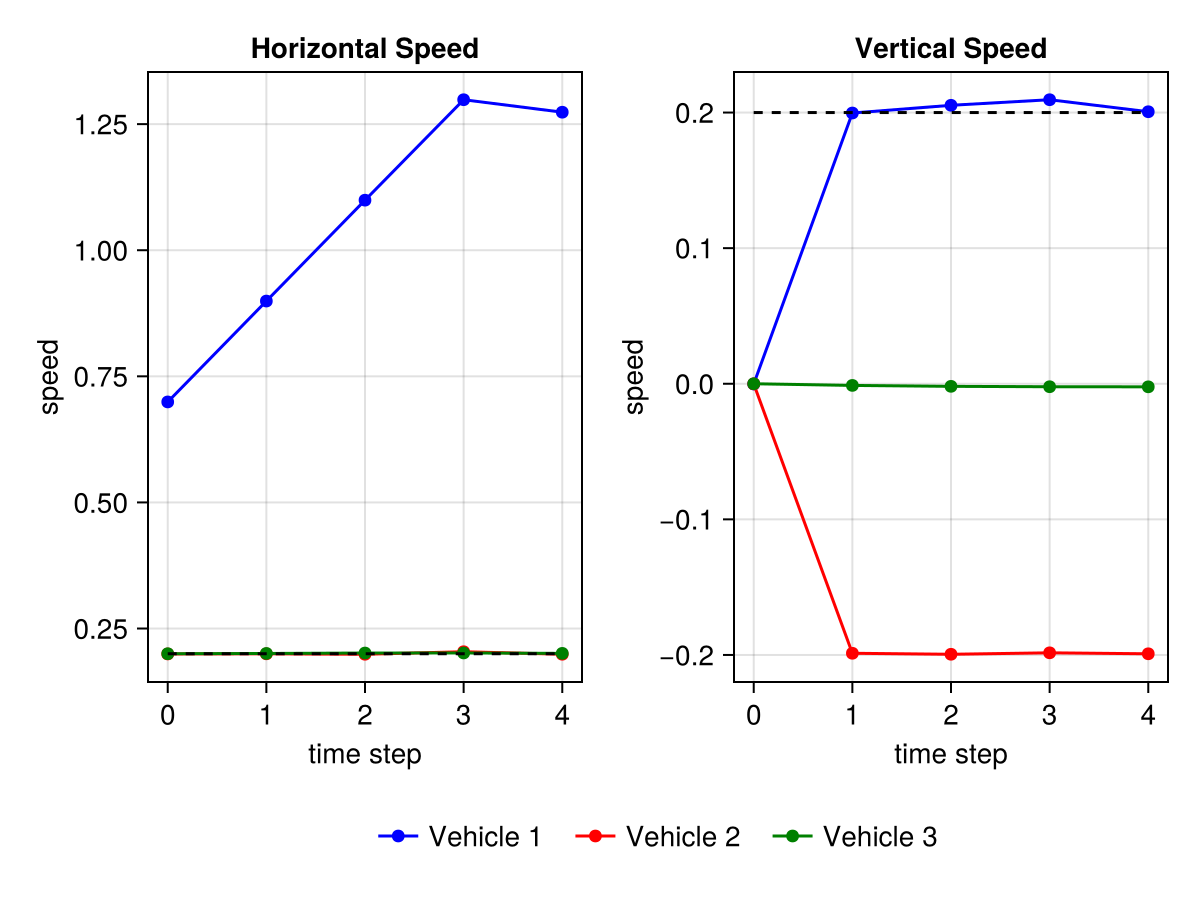 Horizontal Speed
speed
1.25
1.00
0.75
0.50
0.25
0 1 2 3 4
time step
Vertical Speed
speed
0.2
0.1
0.0
−0.1
−0.2
0 1 2 3 4
time step
Vehicle 1 Vehicle 2 Vehicle 3